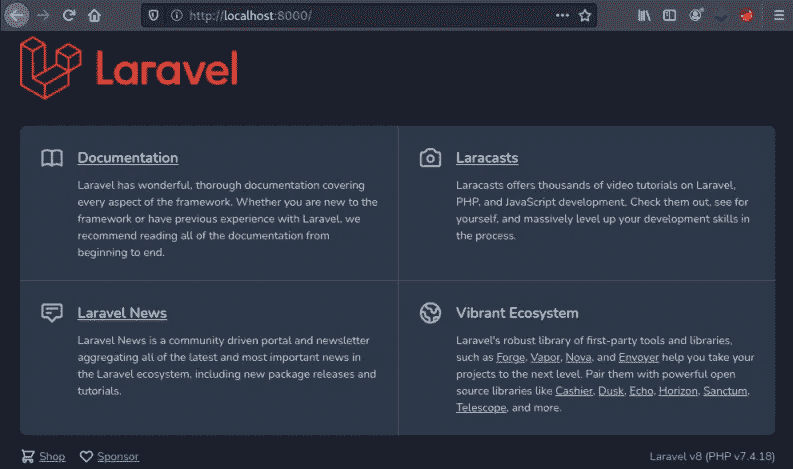 http://localhost:8000/
Laravel
Documentation
Laravel has wonderful, thorough documentation covering
every aspect of the framework. Whether you are new to the
framework or have previous experience with Laravel, we
recommend reading all of the documentation from
beginning to end.
Laracasts
Laracasts offers thousands of video tutorials on Laravel,
PHP, and JavaScript development. Check them out, see for
yourself, and massively level up your development skills in
the process.
Laravel News
Laravel News is a community driven portal and newsletter
aggregating all of the latest and most important news in
the Laravel ecosystem, including new package releases and
tutorials.
Vibrant Ecosystem
Laravel's robust library of first-party tools and libraries,
such as Forge, Vapor, Nova, and Envoyer help you take your
projects to the next level. Pair them with powerful open
source libraries like Cashier, Dusk, Echo, Horizon, Sanctum,
Telescope, and more.
Shop Sponsor Laravel v8 (PHP v7.4.18)